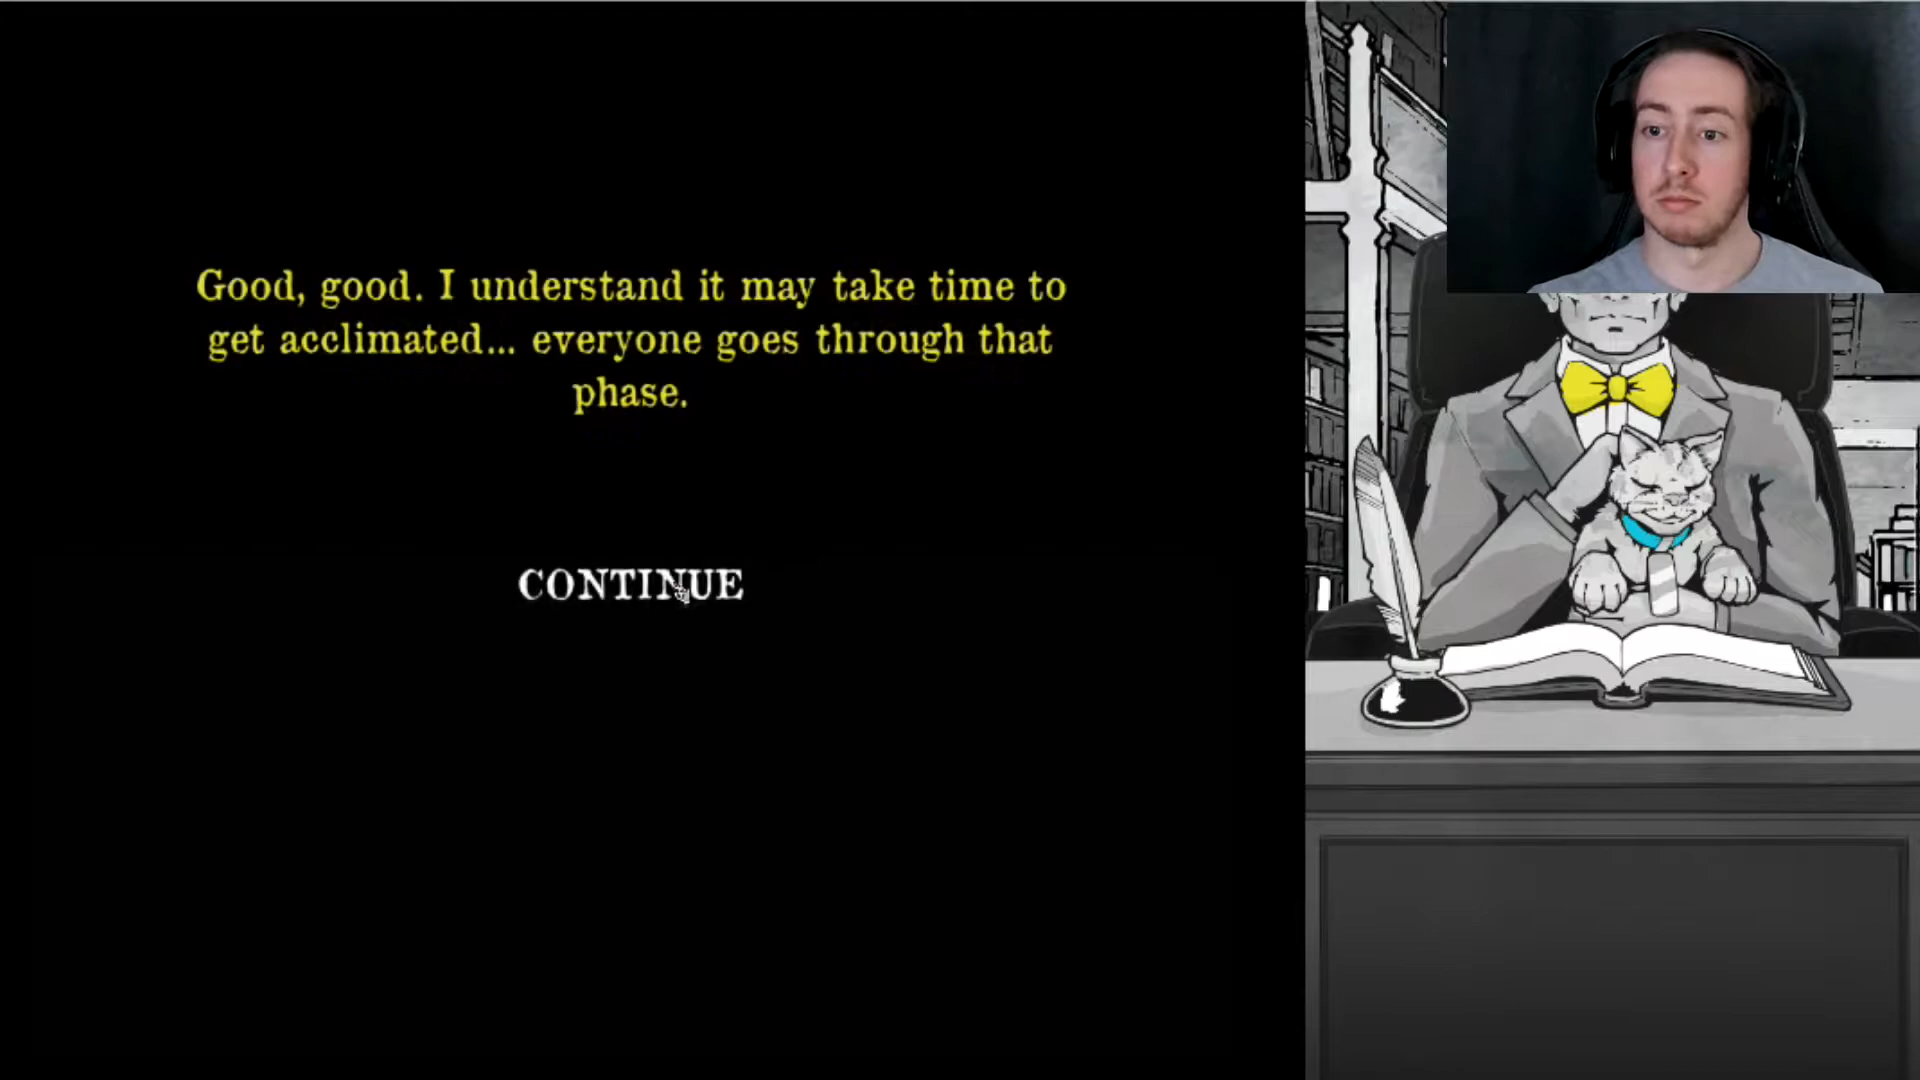 Good, good. I understand it may take time to
get acclimated... everyone goes through that
phase.
CONTINUE